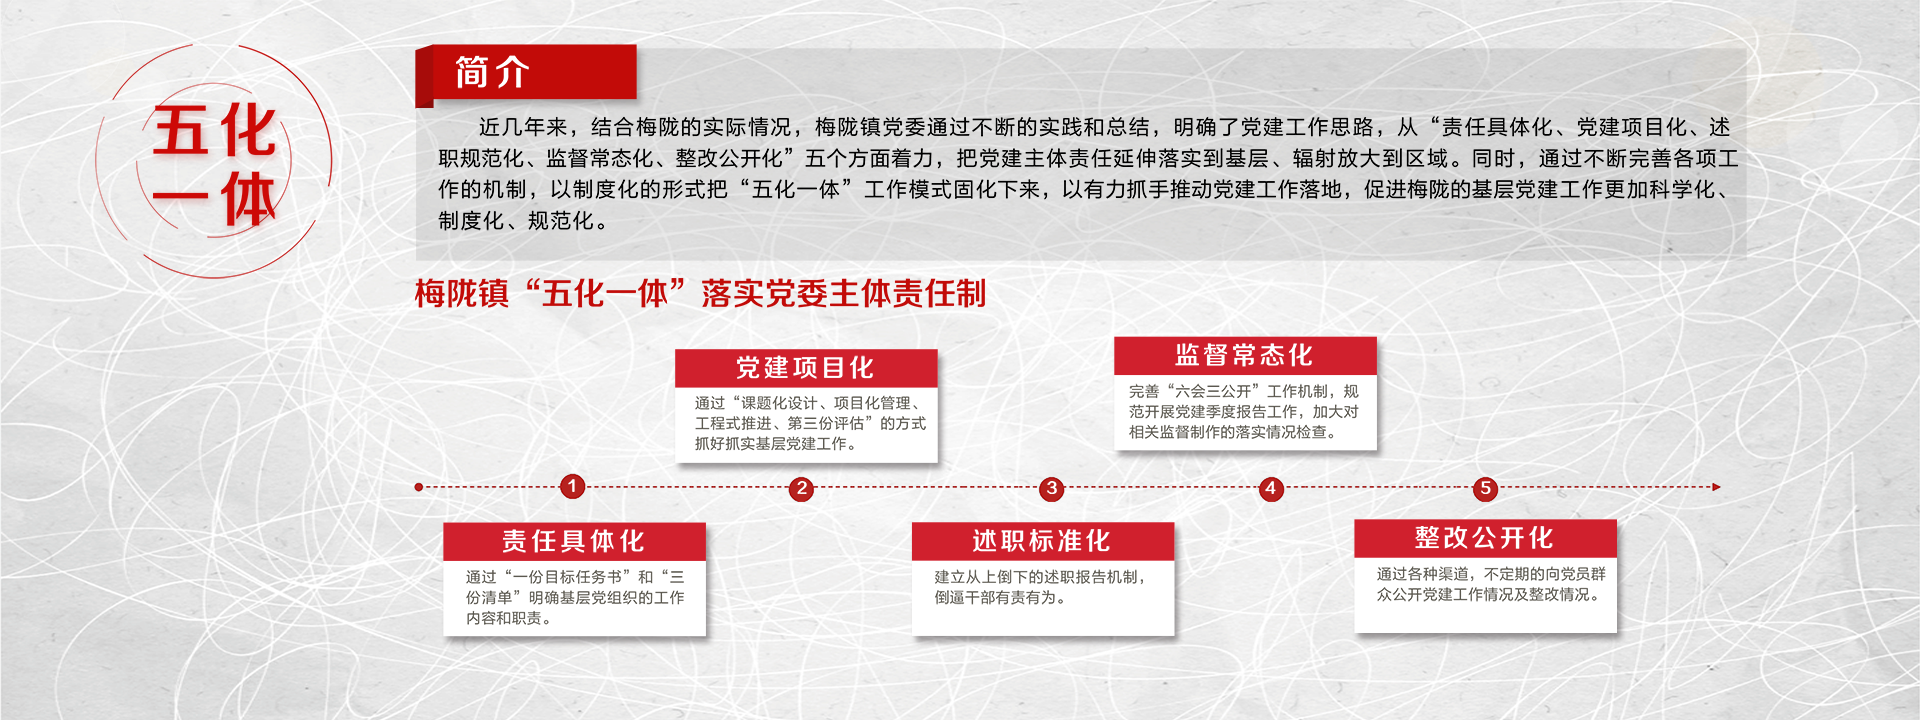 五化
一体
简介
近几年来，结合梅陇的实际情况，梅陇镇党委通过不断的实践和总结，明确了党建工作思路，从“责任具体化、党建项目化、述
职规范化、监督常态化、整改公开化”五个方面着力，把党建主体责任延伸落实到基层、辐射放大到区域。同时，通过不断完善各项工
作的机制，以制度化的形式把“五化一体”工作模式固化下来，以有力抓手推动党建工作落地，促进梅陇的基层党建工作更加科学化、
制度化、规范化。
梅陇镇“五化一体”落实党委主体责任制
党建项目化
通过“课题化设计、项目化管理、
工程式推进、第三份评估”的方式
抓好抓实基层党建工作。
监督常态化
完善“六会三公开”工作机制，规
范开展党建季度报告工作，加大对
相关监督制作的落实情况检查。
1
2
3
4
5
责任具体化
通过“一份目标任务书”和“三
份清单”明确基层党组织的工作
内容和职责。
述职标准化
建立从上倒下的述职报告机制，
倒逼干部有责有为。
整改公开化
通过各种渠道，不定期的向党员群
众公开党建工作情况及整改情况。